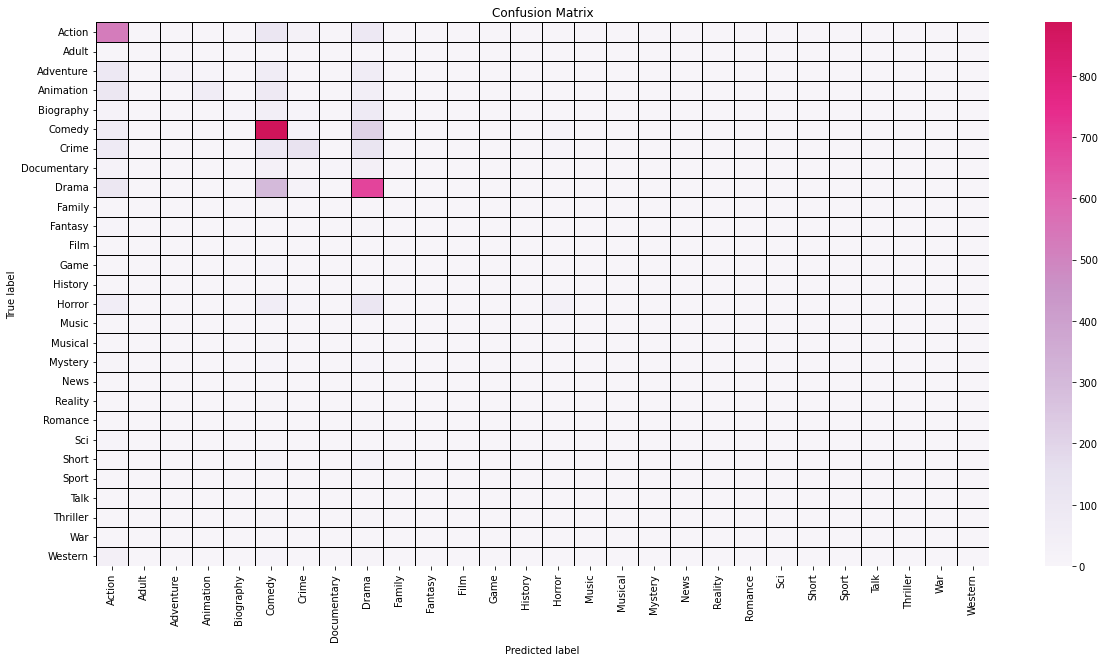 Confusion Matrix
True label
Action
Adult
Adventure
Animation
Biography
Comedy
Crime
Documentary
Drama
Family
Fantasy
Film
Game
History
Horror
Music
Musical
Mystery
News
Reality
Romance
Sci
Short
Sport
Talk
Thriller
War
Western
Action
Adult
Adventure
Animation
Biography
Comedy
Crime
Documentary
Drama
Family
Fantasy
Film
Game
History
Horror
Music
Musical
Mystery
News
Reality
Romance
Sci
Short
Sport
Talk
Thriller
War
Western
Predicted label
800
700
600
500
400
300
200
100
0